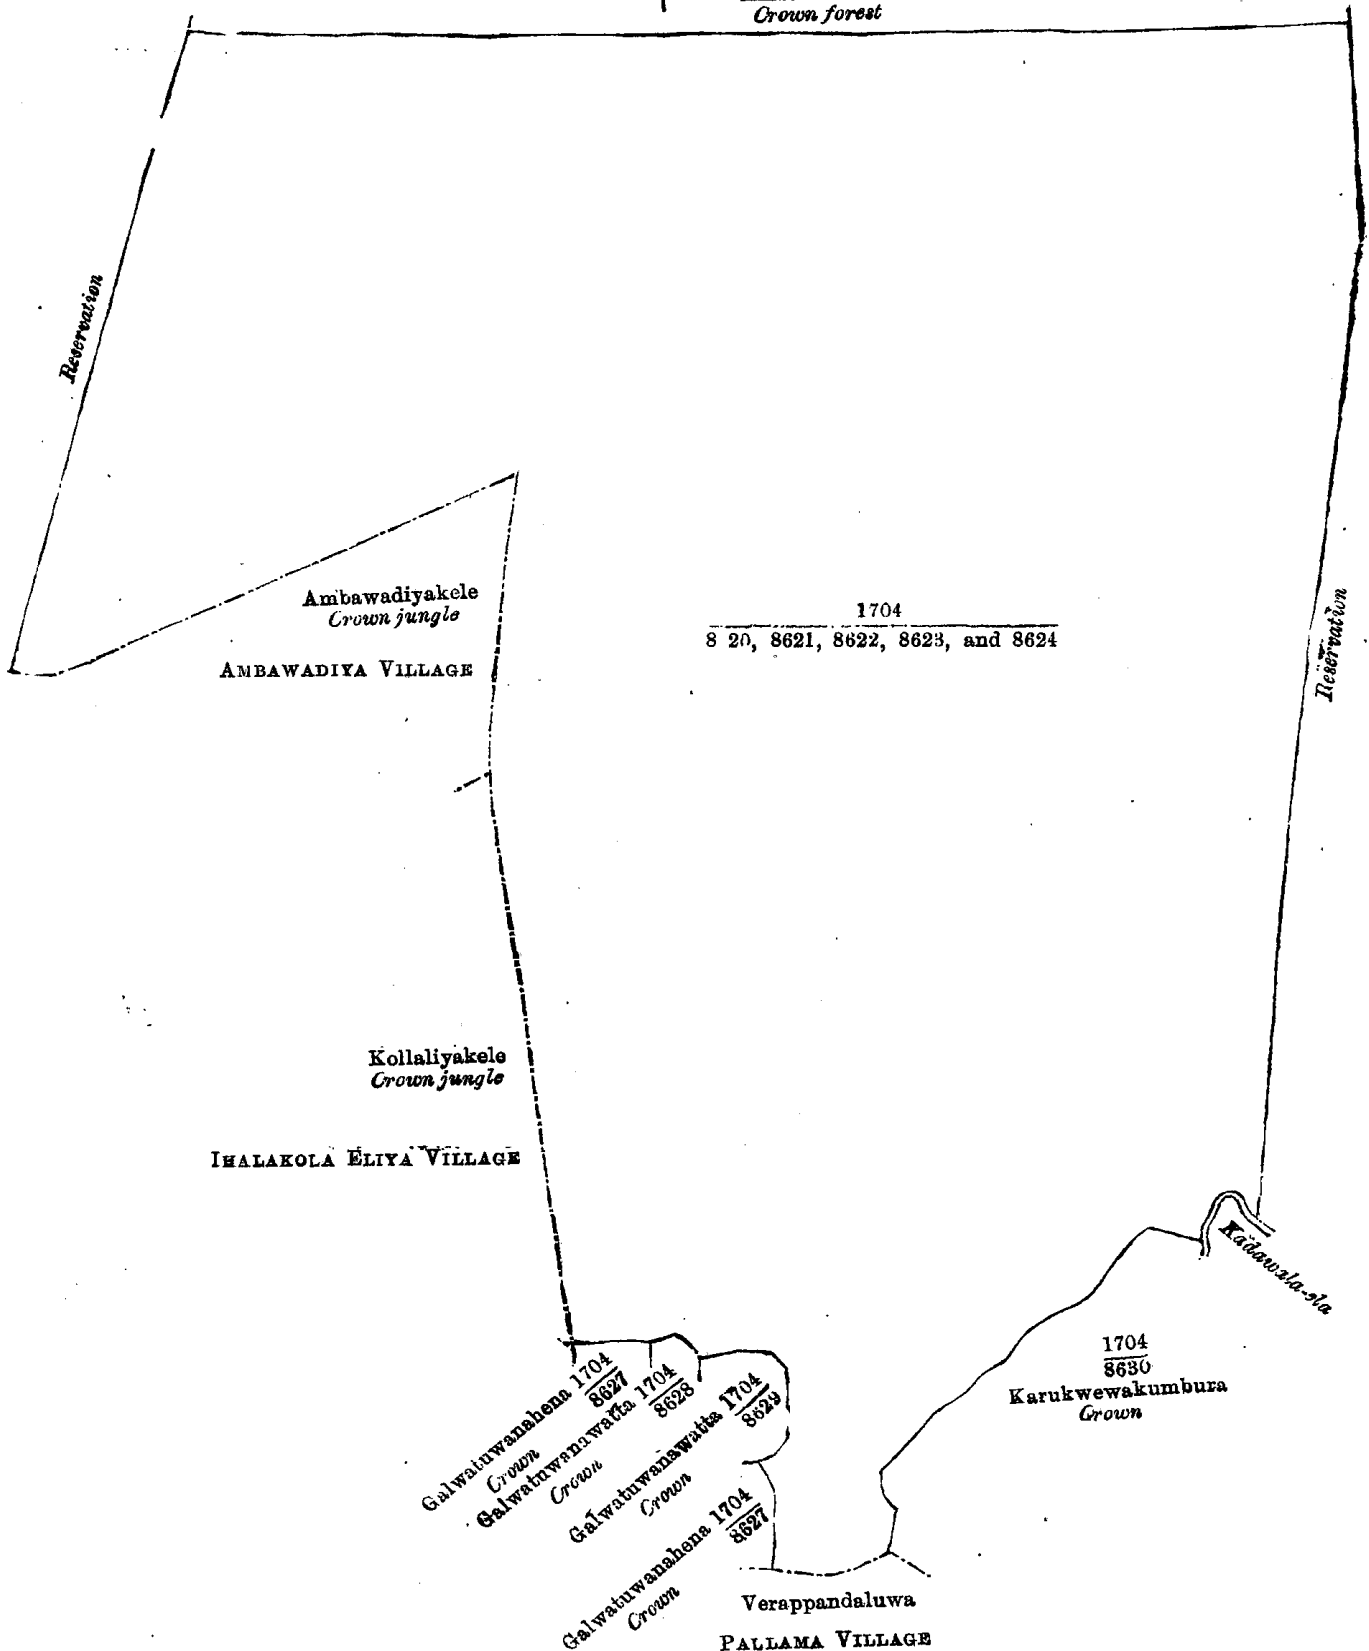 Crown forest
Reservation
Ambawadiyakele
Crown jungle
AMBAWADIYA VILLAGE
1704
8 20, 8621, 8622, 8623, and 8624
Reservation
Kollaliyakele
Crown jungle
IHALAKOLA ELIYA VILLAGE
Kadawala-ela
1704
8630
Karukwewakumbura
Crown
Galwatuwanahena 1704
8627
Crown
Galwatuwanawatta 1704
8628
Crown
Galwatuwanawatta 1704
8629
Crown
Galwatuwanahena 1704
8627
Crown
Verappandaluwa
PALLAMA VILLAGE